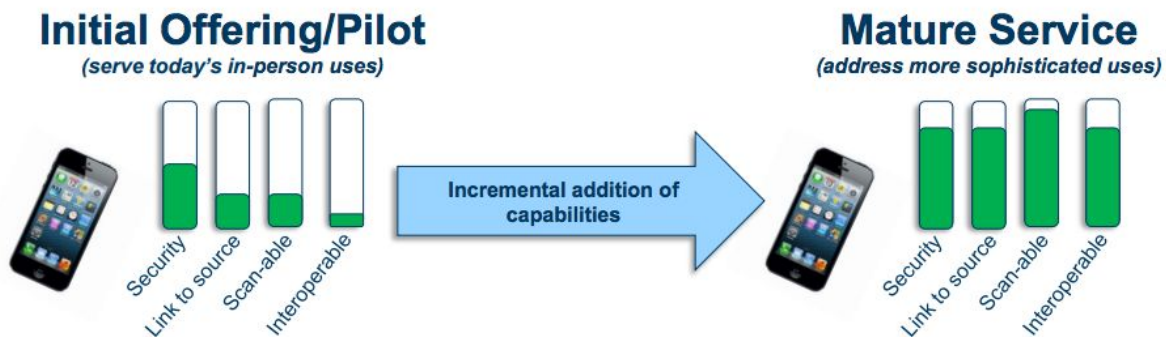 Initial Offering/Pilot
(serve today's in-person uses)
Security
Link to source
Scan-able
Interoperable
Incremental addition of
capabilities
Mature Service
(address more sophisticated uses)
Security
Link to source
Scan-able
Interoperable